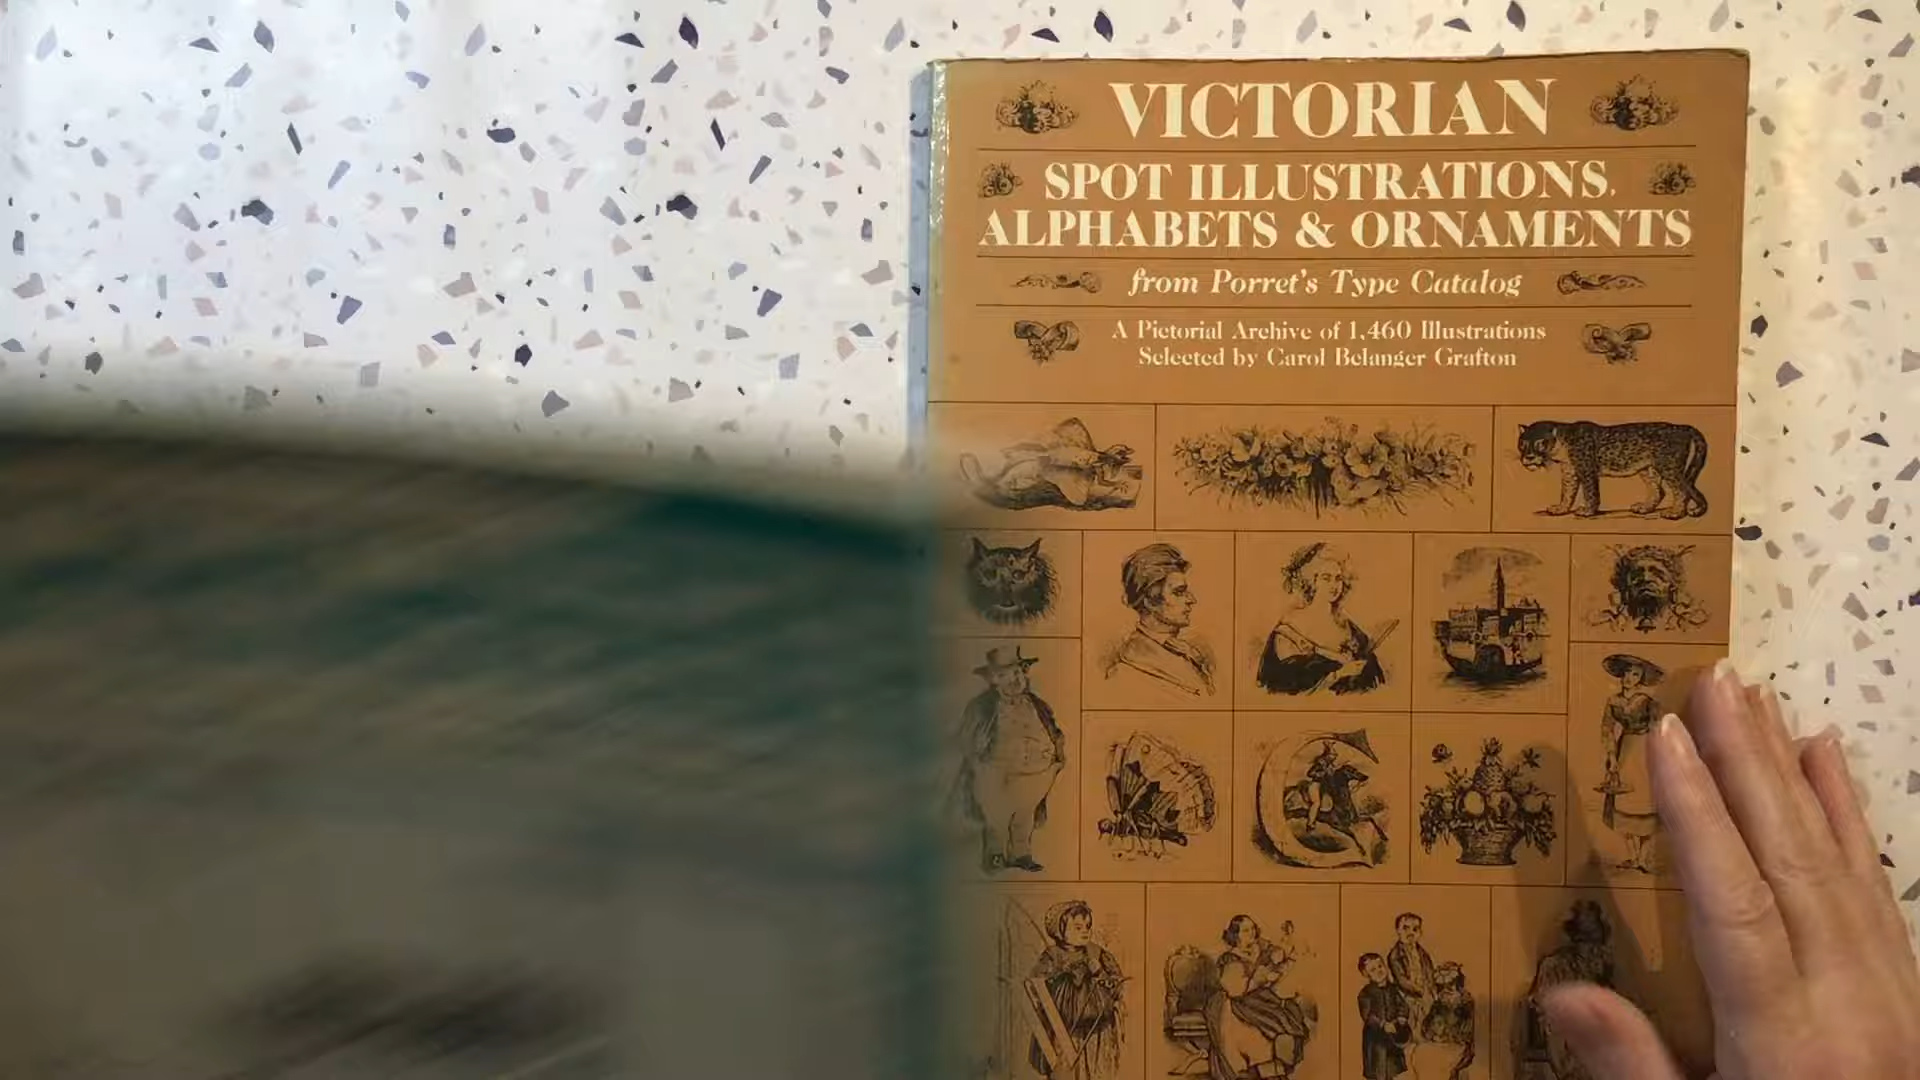 VICTORIAN
SPOT ILLUSTRATIONS,
ALPHABETS & ORNAMENTS
from Porret's Type Catalog
A Pictorial Archive of 1,460 Illustrations
Selected by Carol Belanger Grafton